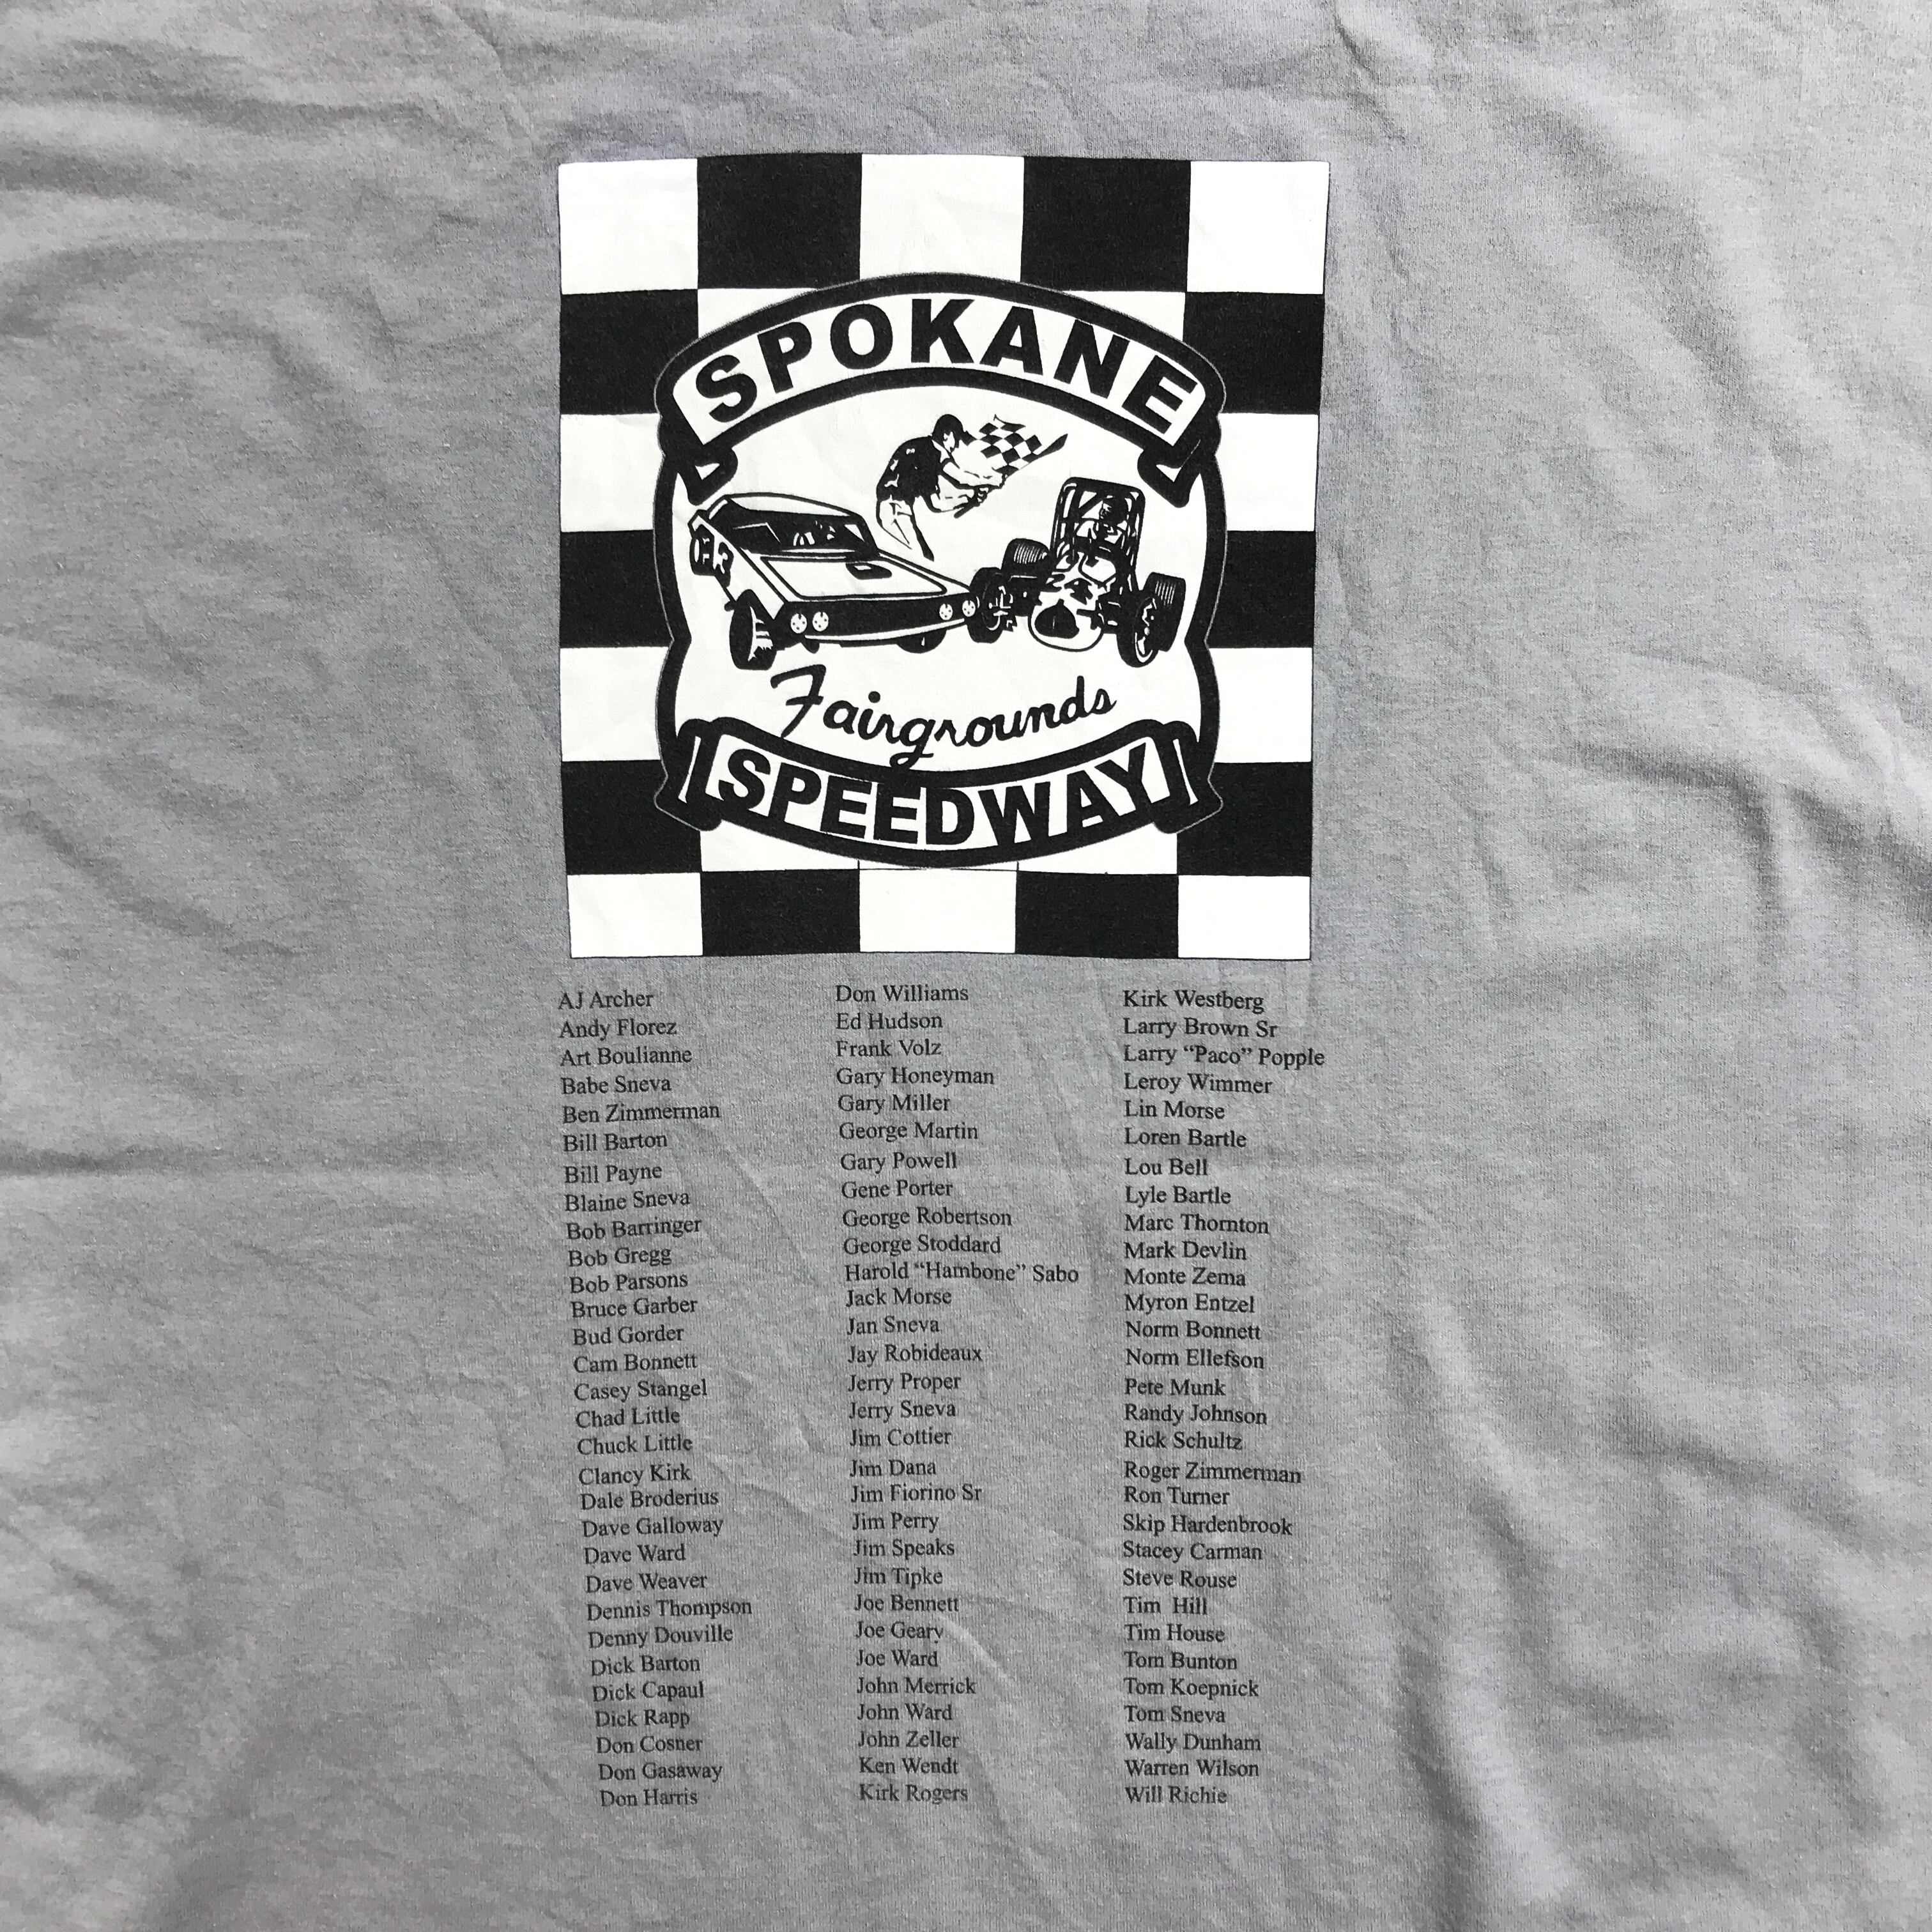 SPOKANE
Fairgrounds
SPEEDWAY
AJ Archer
Andy Florez
Art Boulianne
Babe Sneva
Ben Zimmerman
Bill Barton
Bill Payne
Blaine Sneva
Bob Barringer
Bob Gregg
Bob Parsons
Bruce Garber
Bud Gorder
Cam Bonnett
Casey Stangel
Chad Little
Chuck Little
Clancy Kirk
Dale Broderius
Dave Galloway
Dave Ward
Dave Weaver
Dennis Thompson
Denny Douville
Dick Barton
Dick Capaul
Dick Rapp
Don Cosner
Don Gasaway
Don Harris
Don Williams
Ed Hudson
Frank Volz
Gary Honeyman
Gary Miller
George Martin
Gary Powell
Gene Porter
George Robertson
George Stoddard
Harold “Hambone” Sabo
Jack Morse
Jan Sneva
Jay Robideaux
Jerry Proper
Jerry Sneva
Jim Cottier
Jim Dana
Jim Fiorino Sr
Jim Perry
Jim Speaks
Jim Tipke
Joe Bennett
Joe Geary
Joe Ward
John Merrick
John Ward
John Zeller
Ken Wendt
Kirk Rogers
Kirk Westberg
Larry Brown Sr
Larry “Paco” Popple
Leroy Wimmer
Lin Morse
Loren Bartle
Lou Bell
Lyle Bartle
Marc Thornton
Mark Devlin
Monte Zema
Myron Entzel
Norm Bonnett
Norm Ellefson
Pete Munk
Randy Johnson
Rick Schultz
Roger Zimmerman
Ron Turner
Skip Hardenbrook
Stacey Carman
Steve Rouse
Tim Hill
Tim House
Tom Bunton
Tom Koepnick
Tom Sneva
Wally Dunham
Warren Wilson
Will Richie